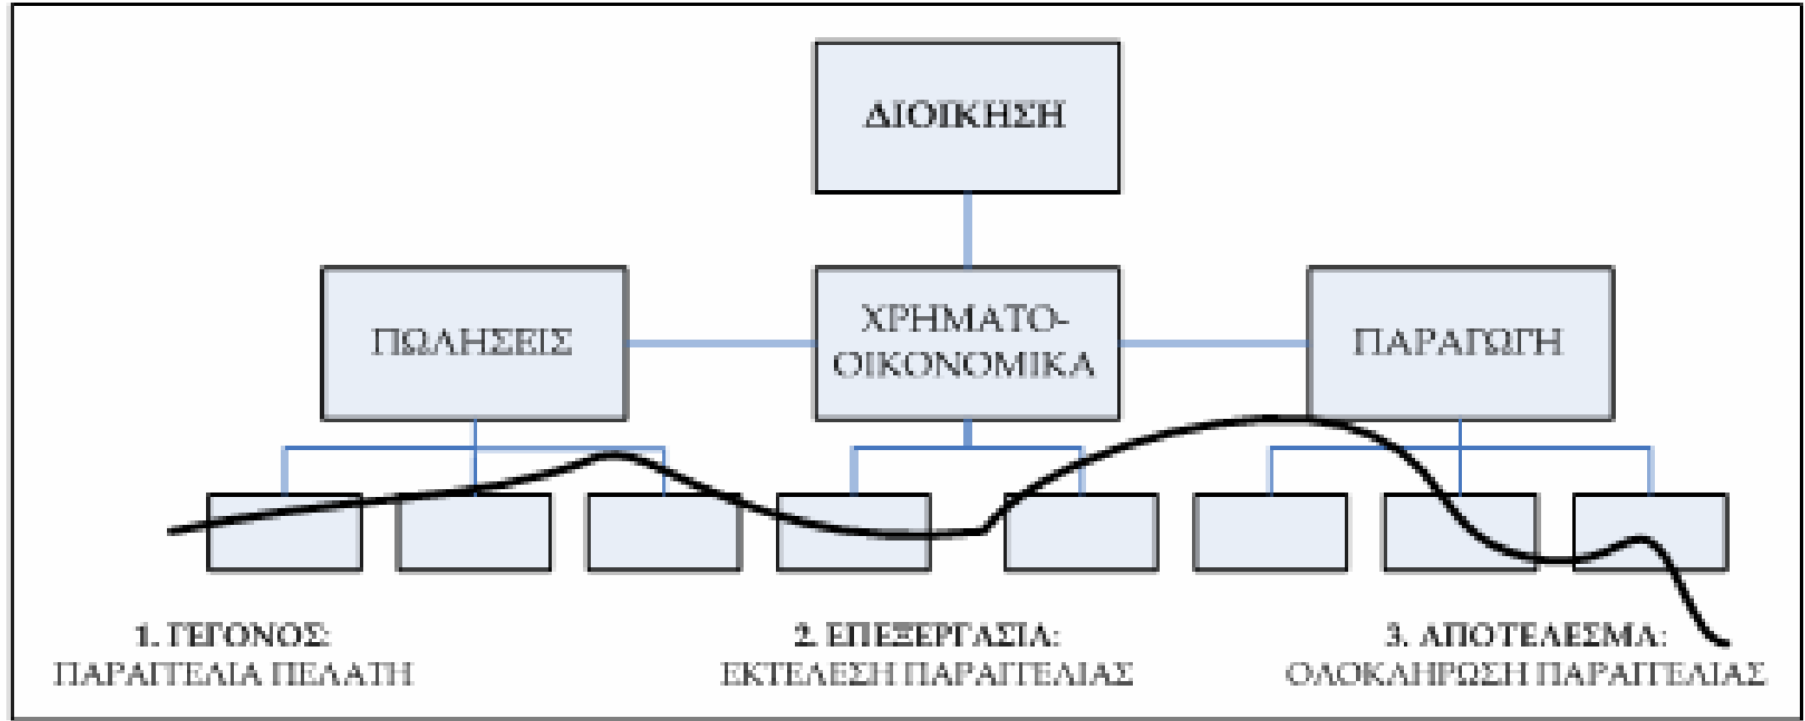 ΔΙΟΙΚΗΣΗ
ΠΩΛΗΣΕΙΣ
ΧΡΗΜΑΤΟ-
ΟΙΚΟΝΟΜΙΚΑ
ΠΑΡΑΓΩΓΗ
1. ΓΕΓΟΝΟΣ:
ΠΑΡΑΓΓΕΛΙΑ ΠΕΛΑΤΗ
2. ΕΠΕΞΕΡΓΑΣΙΑ:
ΕΚΤΕΛΕΣΗ ΠΑΡΑΓΓΕΛΙΑΣ
3. ΑΠΟΤΕΛΕΣΜΑ:
ΟΛΟΚΛΗΡΩΣΗ ΠΑΡΑΓΓΕΛΙΑΣ